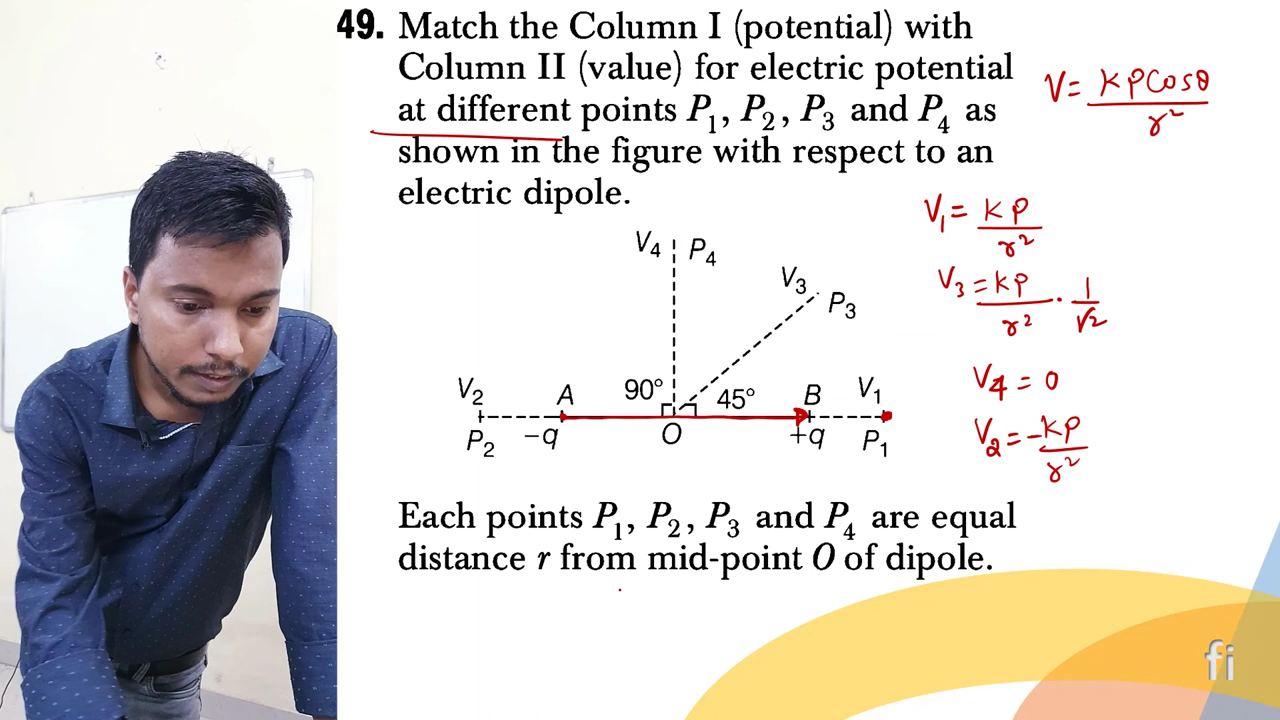 49. Match the Column I (potential) with
Column II (value) for electric potential
at different points P₁, P₂, P₃ and P₄ as
shown in the figure with respect to an
electric dipole.
V = KPCosθ / r²
V₁ = KP / r²
V₃ = KP / r² · 1/√2
V₄ = 0
V₂ = -KP / r²
V₄ P₄
V₃ P₃
90° 45°
V₂ A B V₁
P₂ −q O +q P₁
Each points P₁, P₂, P₃ and P₄ are equal
distance r from mid-point O of dipole.
fi